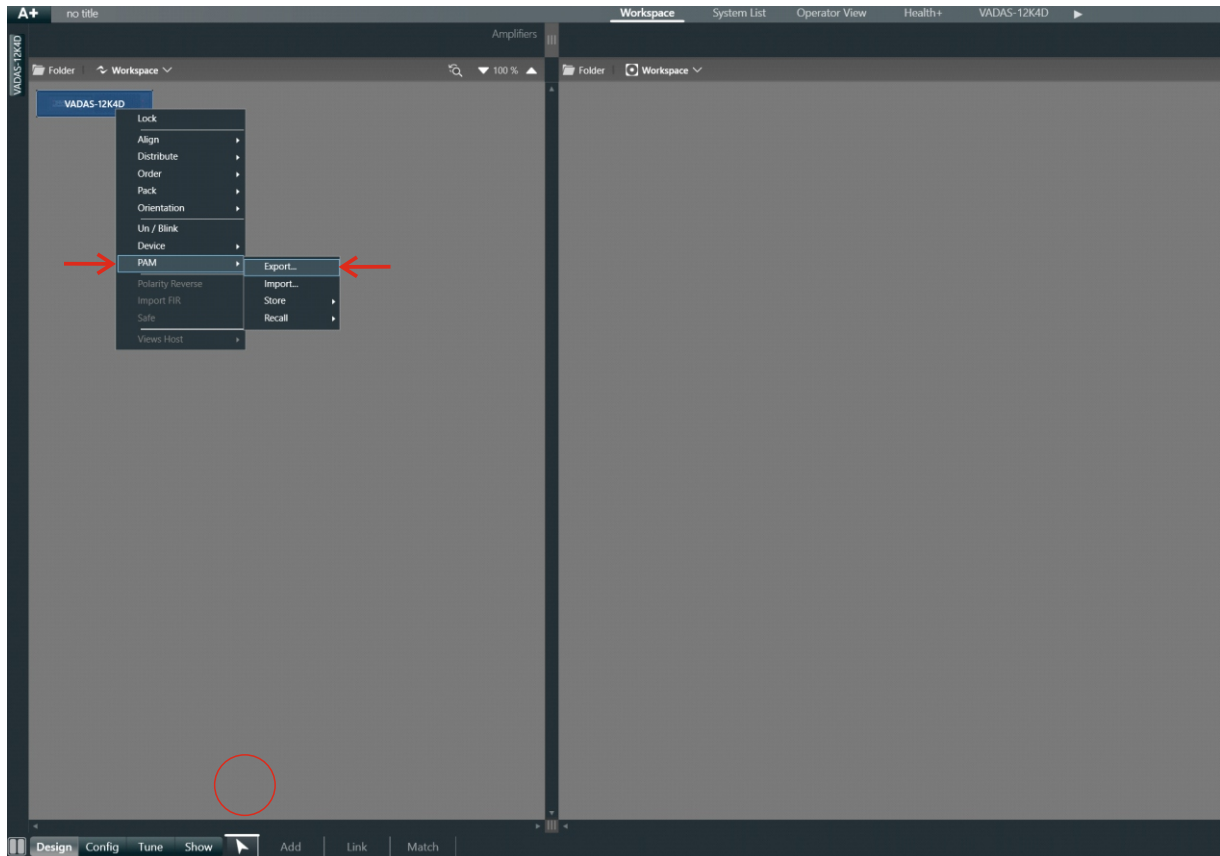 A+ no title Workspace System List Operator View Health+ VADAS-12K4D
VADAS-12K4D
Amplifiers
Folder Workspace 100 % Folder Workspace
VADAS-12K4D
Lock
Align
Distribute
Order
Pack
Orientation
Un / Blink
Device
PAM
Export...
Import...
Store
Recall
Polarity Reverse
Import FIR
Safe
Views Host
Design Config Tune Show Add Link Match